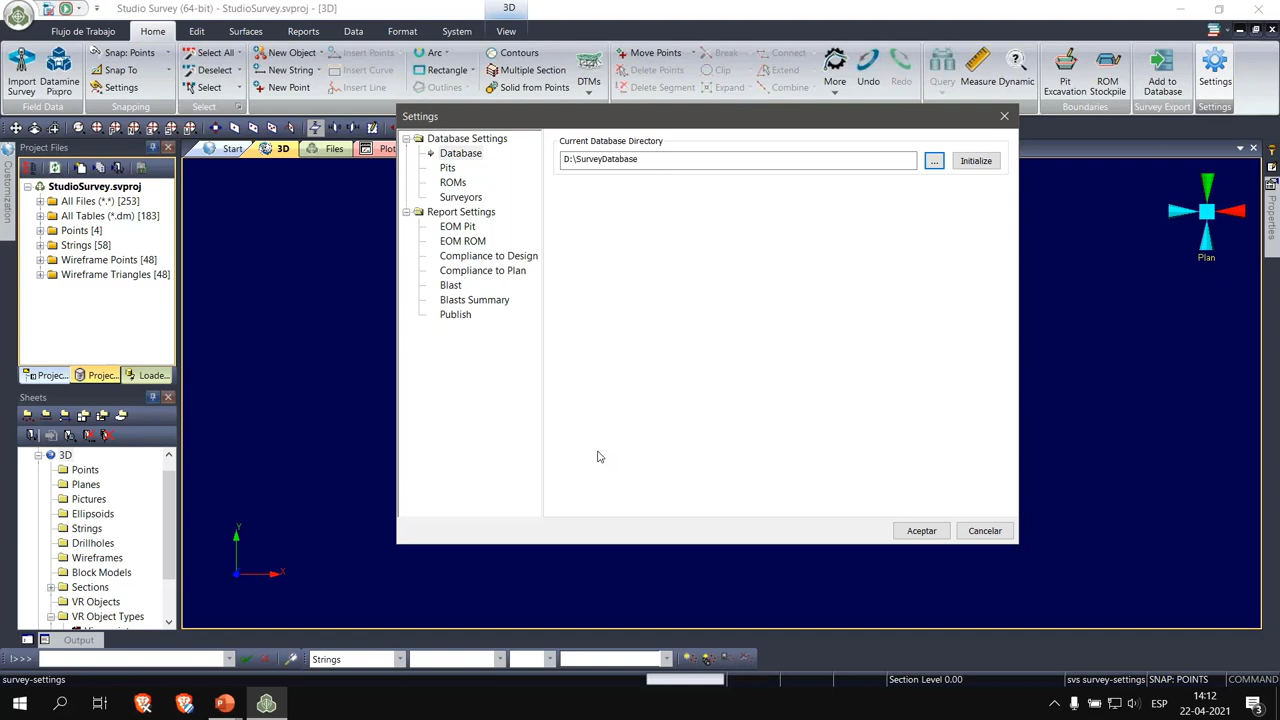 Studio Survey (64-bit) - StudioSurvey.svproj - [3D]
3D
Flujo de Trabajo
Home
Edit
Surfaces
Reports
Data
Format
System
View
Import Survey
Datamine Pixpro
Field Data
Snap: Points
Snap To
Settings
Snapping
Select All
Deselect
Select
Select
New Object
New String
New Point
Insert Points
Insert Curve
Insert Line
Arc
Rectangle
Outlines
Contours
Multiple Section
Solid from Points
DTMs
Move Points
Delete Points
Delete Segment
Break
Clip
Expand
Connect
Extend
Combine
More
Undo
Redo
Query
Measure
Dynamic
Pit Excavation
ROM Stockpile
Boundaries
Add to Database
Survey Export
Settings
Settings
Customization
Project Files
StudioSurvey.svproj
All Files (*.*) [253]
All Tables (*.dm) [183]
Points [4]
Strings [58]
Wireframe Points [48]
Wireframe Triangles [48]
Projec...
Projec...
Loade...
Sheets
3D
Points
Planes
Pictures
Ellipsoids
Strings
Drillholes
Wireframes
Block Models
Sections
VR Objects
VR Object Types
Start
3D
Files
Plot
Settings
Database Settings
Database
Pits
ROMs
Surveyors
Report Settings
EOM Pit
EOM ROM
Compliance to Design
Compliance to Plan
Blast
Blasts Summary
Publish
Current Database Directory
D:\SurveyDatabase
...
Initialize
Aceptar
Cancelar
Plan
Properties
Y
X
Output
!>>>
Strings
survey-settings
Section Level 0.00
svs survey-settings
SNAP: POINTS
COMMAND
ESP
14:12
22-04-2021
3